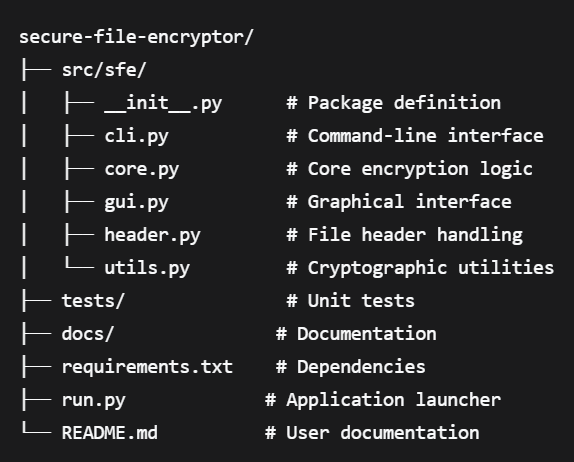 secure-file-encryptor/
├── src/sfe/
│   ├── __init__.py      # Package definition
│   ├── cli.py           # Command-line interface
│   ├── core.py          # Core encryption logic
│   ├── gui.py           # Graphical interface
│   ├── header.py        # File header handling
│   └── utils.py         # Cryptographic utilities
├── tests/               # Unit tests
├── docs/               # Documentation
├── requirements.txt    # Dependencies
├── run.py             # Application launcher
└── README.md          # User documentation